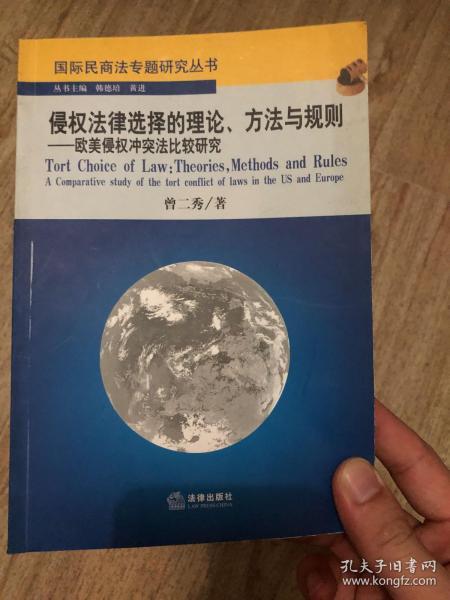 国际民商法专题研究丛书
丛书主编 韩德培 黄进
侵权法律选择的理论、方法与规则
——欧美侵权冲突法比较研究
Tort Choice of Law:Theories,Methods and Rules
A Comparative study of the tort conflict of laws in the US and Europe
曾二秀/著
法律出版社
LAW PRESS·CHINA
孔夫子旧书网
www.kongfz.com